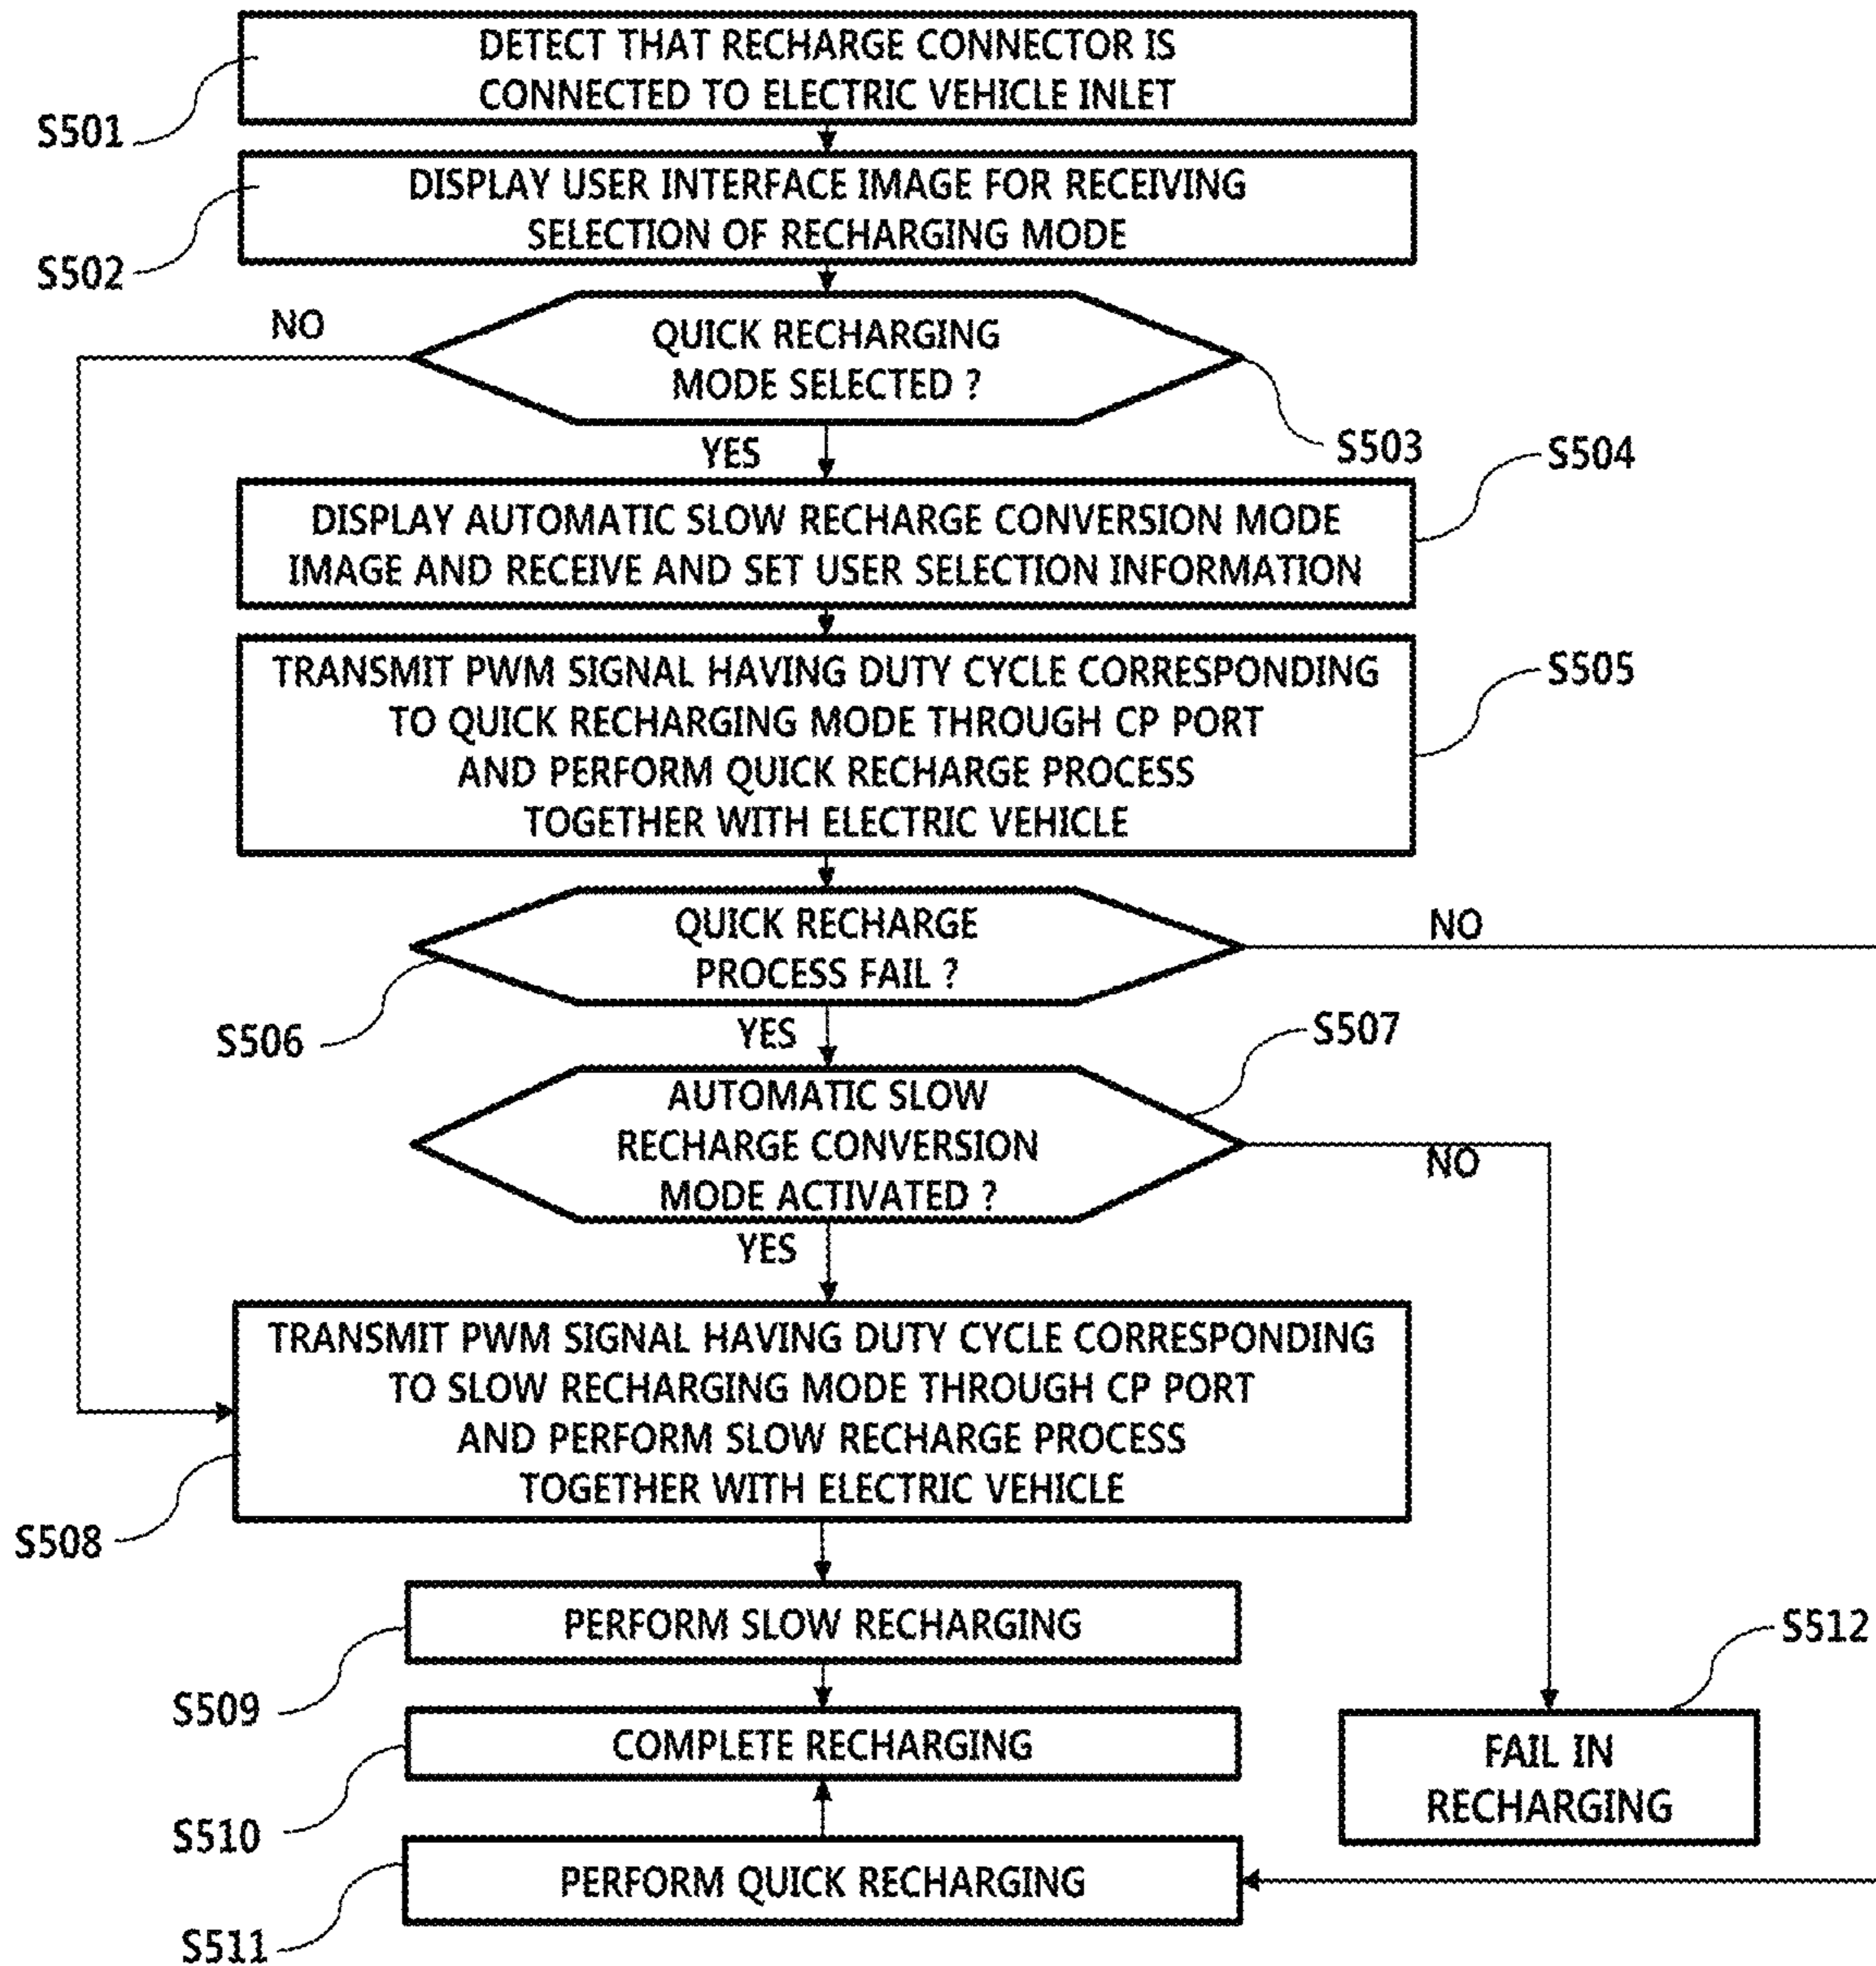 DETECT THAT RECHARGE CONNECTOR IS
CONNECTED TO ELECTRIC VEHICLE INLET
S501
DISPLAY USER INTERFACE IMAGE FOR RECEIVING
SELECTION OF RECHARGING MODE
S502
NO
QUICK RECHARGING
MODE SELECTED ?
S503
YES
S504
DISPLAY AUTOMATIC SLOW RECHARGE CONVERSION MODE
IMAGE AND RECEIVE AND SET USER SELECTION INFORMATION
TRANSMIT PWM SIGNAL HAVING DUTY CYCLE CORRESPONDING
TO QUICK RECHARGING MODE THROUGH CP PORT
AND PERFORM QUICK RECHARGE PROCESS
TOGETHER WITH ELECTRIC VEHICLE
S505
QUICK RECHARGE
PROCESS FAIL ?
NO
S506
YES
S507
AUTOMATIC SLOW
RECHARGE CONVERSION
MODE ACTIVATED ?
NO
YES
TRANSMIT PWM SIGNAL HAVING DUTY CYCLE CORRESPONDING
TO SLOW RECHARGING MODE THROUGH CP PORT
AND PERFORM SLOW RECHARGE PROCESS
TOGETHER WITH ELECTRIC VEHICLE
S508
PERFORM SLOW RECHARGING
S509
S512
COMPLETE RECHARGING
S510
FAIL IN
RECHARGING
PERFORM QUICK RECHARGING
S511